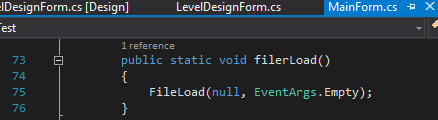 elDesignForm.cs [Design] LevelDesignForm.cs MainForm.cs
Test
1 reference
73 public static void filerLoad()
74 {
75 FileLoad(null, EventArgs.Empty);
76 }